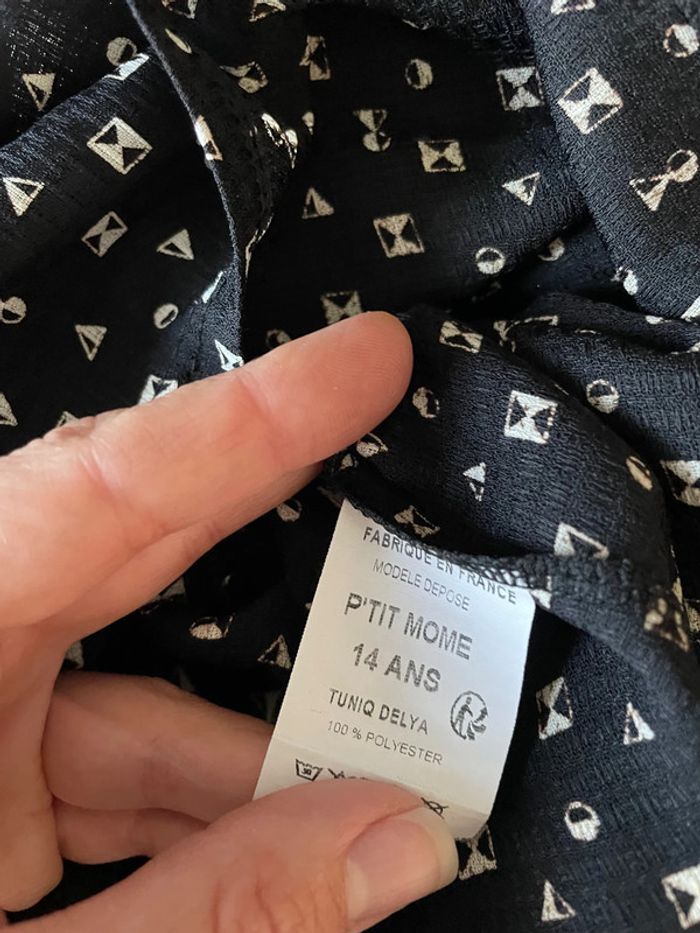 FABRIQUE EN FRANCE
MODELE DEPOSE
P'TIT MOME
14 ANS
TUNIQ DELYA
100 % POLYESTER